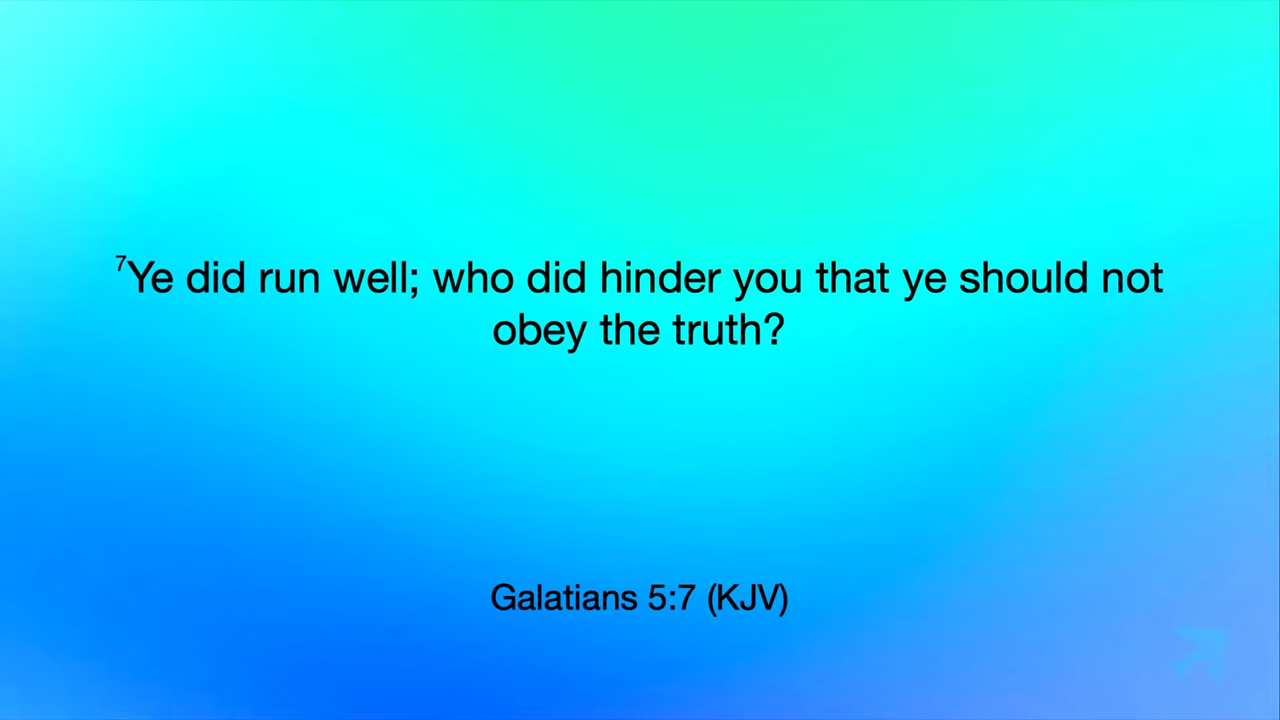 7Ye did run well; who did hinder you that ye should not
obey the truth?
Galatians 5:7 (KJV)